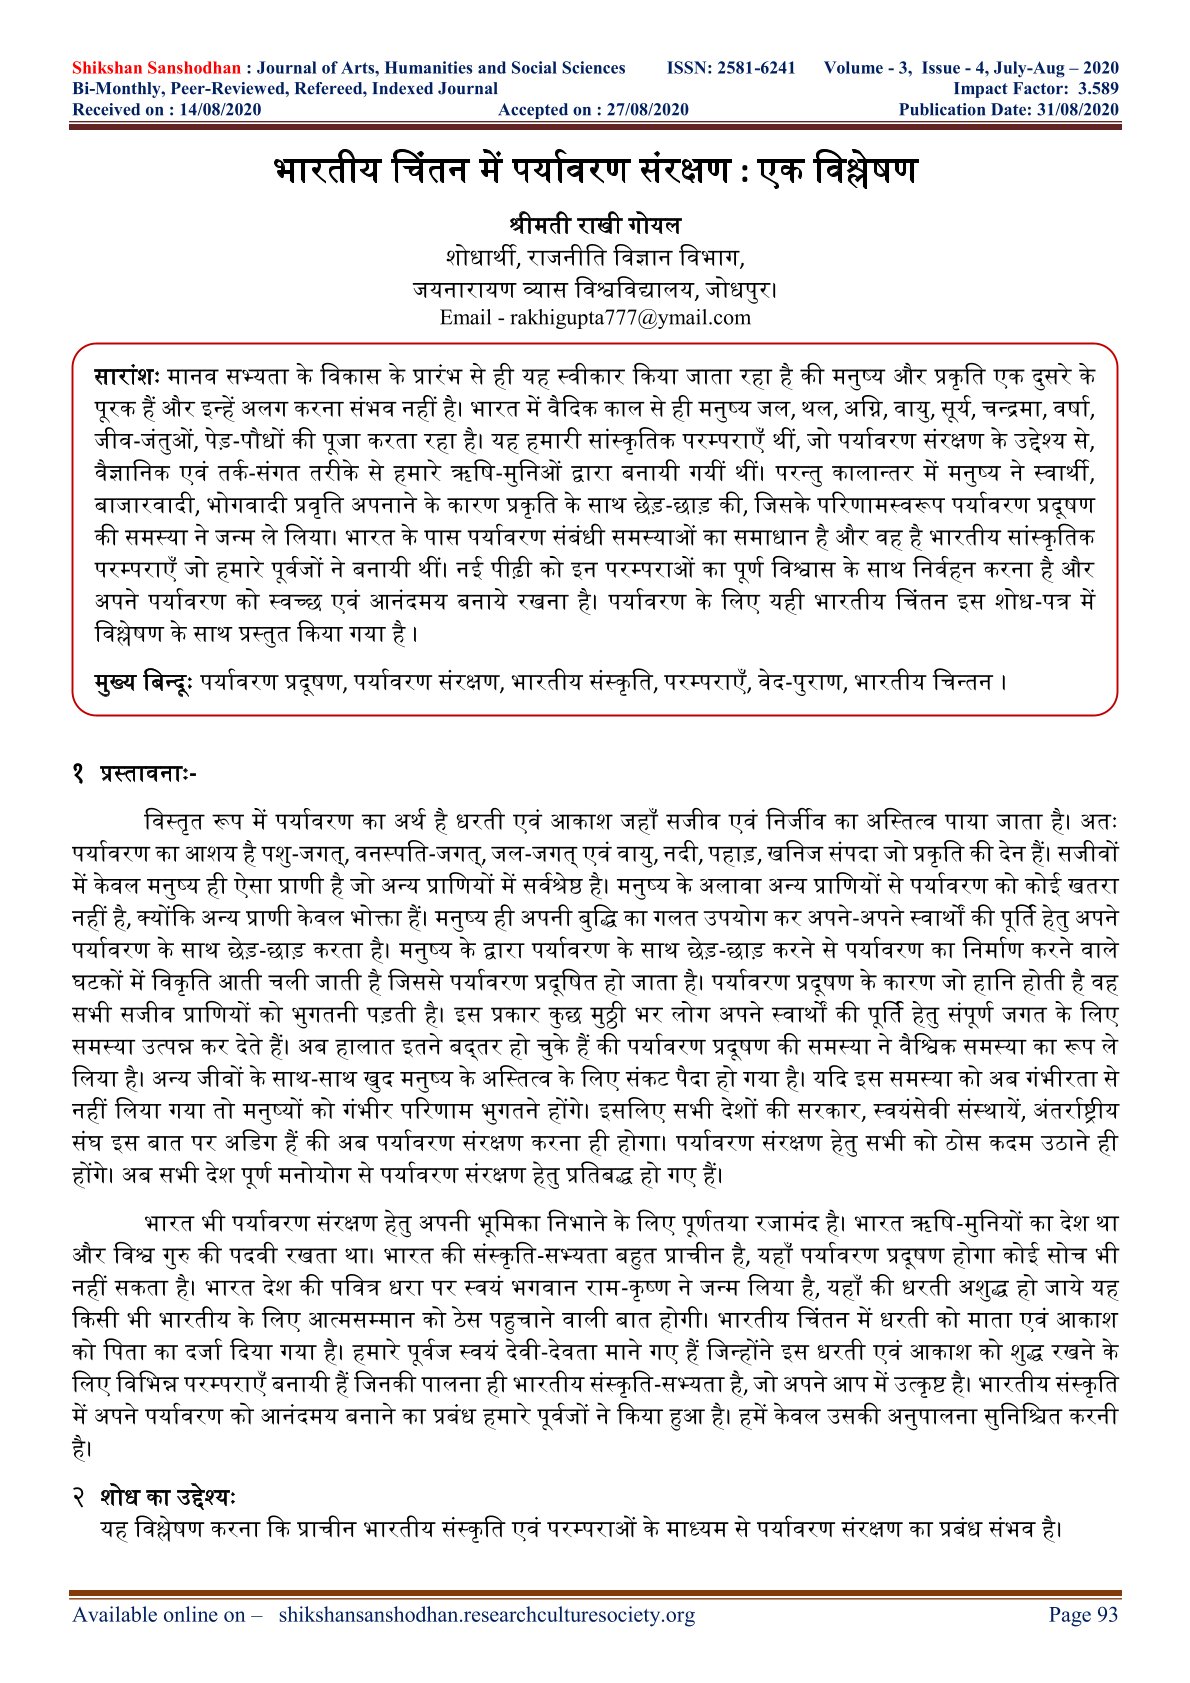 Shikshan Sanshodhan : Journal of Arts, Humanities and Social Sciences ISSN: 2581-6241 Volume - 3, Issue - 4, July-Aug – 2020
Bi-Monthly, Peer-Reviewed, Refereed, Indexed Journal Impact Factor: 3.589
Received on : 14/08/2020 Accepted on : 27/08/2020 Publication Date: 31/08/2020
भारतीय चिंतन में पर्यावरण संरक्षण : एक विश्लेषण
श्रीमती राखी गोयल
शोधार्थी, राजनीति विज्ञान विभाग,
जयनारायण व्यास विश्वविद्यालय, जोधपुर।
Email - rakhigupta777@ymail.com
सारांशः मानव सभ्यता के विकास के प्रारंभ से ही यह स्वीकार किया जाता रहा है की मनुष्य और प्रकृति एक दुसरे के
पूरक हैं और इन्हें अलग करना संभव नहीं है। भारत में वैदिक काल से ही मनुष्य जल, थल, अग्नि, वायु, सूर्य, चन्द्रमा, वर्षा,
जीव-जंतुओं, पेड़-पौधों की पूजा करता रहा है। यह हमारी सांस्कृतिक परम्पराएँ थीं, जो पर्यावरण संरक्षण के उद्देश्य से,
वैज्ञानिक एवं तर्क-संगत तरीके से हमारे ऋषि-मुनिओं द्वारा बनायी गयीं थीं। परन्तु कालान्तर में मनुष्य ने स्वार्थी,
बाजारवादी, भोगवादी प्रवृति अपनाने के कारण प्रकृति के साथ छेड़-छाड़ की, जिसके परिणामस्वरूप पर्यावरण प्रदूषण
की समस्या ने जन्म ले लिया। भारत के पास पर्यावरण संबंधी समस्याओं का समाधान है और वह है भारतीय सांस्कृतिक
परम्पराएँ जो हमारे पूर्वजों ने बनायी थीं। नई पीढ़ी को इन परम्पराओं का पूर्ण विश्वास के साथ निर्वहन करना है और
अपने पर्यावरण को स्वच्छ एवं आनंदमय बनाये रखना है। पर्यावरण के लिए यही भारतीय चिंतन इस शोध-पत्र में
विश्लेषण के साथ प्रस्तुत किया गया है ।
मुख्य बिन्दूः पर्यावरण प्रदूषण, पर्यावरण संरक्षण, भारतीय संस्कृति, परम्पराएँ, वेद-पुराण, भारतीय चिन्तन ।
१ प्रस्तावनाः-
विस्तृत रूप में पर्यावरण का अर्थ है धरती एवं आकाश जहाँ सजीव एवं निर्जीव का अस्तित्व पाया जाता है। अतः
पर्यावरण का आशय है पशु-जगत्, वनस्पति-जगत्, जल-जगत् एवं वायु, नदी, पहाड़, खनिज संपदा जो प्रकृति की देन हैं। सजीवों
में केवल मनुष्य ही ऐसा प्राणी है जो अन्य प्राणियों में सर्वश्रेष्ठ है। मनुष्य के अलावा अन्य प्राणियों से पर्यावरण को कोई खतरा
नहीं है, क्योंकि अन्य प्राणी केवल भोक्ता हैं। मनुष्य ही अपनी बुद्धि का गलत उपयोग कर अपने-अपने स्वार्थों की पूर्ति हेतु अपने
पर्यावरण के साथ छेड़-छाड़ करता है। मनुष्य के द्वारा पर्यावरण के साथ छेड़-छाड़ करने से पर्यावरण का निर्माण करने वाले
घटकों में विकृति आती चली जाती है जिससे पर्यावरण प्रदूषित हो जाता है। पर्यावरण प्रदूषण के कारण जो हानि होती है वह
सभी सजीव प्राणियों को भुगतनी पड़ती है। इस प्रकार कुछ मुठ्ठी भर लोग अपने स्वार्थों की पूर्ति हेतु संपूर्ण जगत के लिए
समस्या उत्पन्न कर देते हैं। अब हालात इतने बद्तर हो चुके हैं की पर्यावरण प्रदूषण की समस्या ने वैश्विक समस्या का रूप ले
लिया है। अन्य जीवों के साथ-साथ खुद मनुष्य के अस्तित्व के लिए संकट पैदा हो गया है। यदि इस समस्या को अब गंभीरता से
नहीं लिया गया तो मनुष्यों को गंभीर परिणाम भुगतने होंगे। इसलिए सभी देशों की सरकार, स्वयंसेवी संस्थायें, अंतर्राष्ट्रीय
संघ इस बात पर अडिग हैं की अब पर्यावरण संरक्षण करना ही होगा। पर्यावरण संरक्षण हेतु सभी को ठोस कदम उठाने ही
होंगे। अब सभी देश पूर्ण मनोयोग से पर्यावरण संरक्षण हेतु प्रतिबद्ध हो गए हैं।
भारत भी पर्यावरण संरक्षण हेतु अपनी भूमिका निभाने के लिए पूर्णतया रजामंद है। भारत ऋषि-मुनियों का देश था
और विश्व गुरु की पदवी रखता था। भारत की संस्कृति-सभ्यता बहुत प्राचीन है, यहाँ पर्यावरण प्रदूषण होगा कोई सोच भी
नहीं सकता है। भारत देश की पवित्र धरा पर स्वयं भगवान राम-कृष्ण ने जन्म लिया है, यहाँ की धरती अशुद्ध हो जाये यह
किसी भी भारतीय के लिए आत्मसम्मान को ठेस पहुचाने वाली बात होगी। भारतीय चिंतन में धरती को माता एवं आकाश
को पिता का दर्जा दिया गया है। हमारे पूर्वज स्वयं देवी-देवता माने गए हैं जिन्होंने इस धरती एवं आकाश को शुद्ध रखने के
लिए विभिन्न परम्पराएँ बनायी हैं जिनकी पालना ही भारतीय संस्कृति-सभ्यता है, जो अपने आप में उत्कृष्ट है। भारतीय संस्कृति
में अपने पर्यावरण को आनंदमय बनाने का प्रबंध हमारे पूर्वजों ने किया हुआ है। हमें केवल उसकी अनुपालना सुनिश्चित करनी
है।
२ शोध का उद्देश्यः
यह विश्लेषण करना कि प्राचीन भारतीय संस्कृति एवं परम्पराओं के माध्यम से पर्यावरण संरक्षण का प्रबंध संभव है।
Available online on – shikshansanshodhan.researchculturesociety.org Page 93